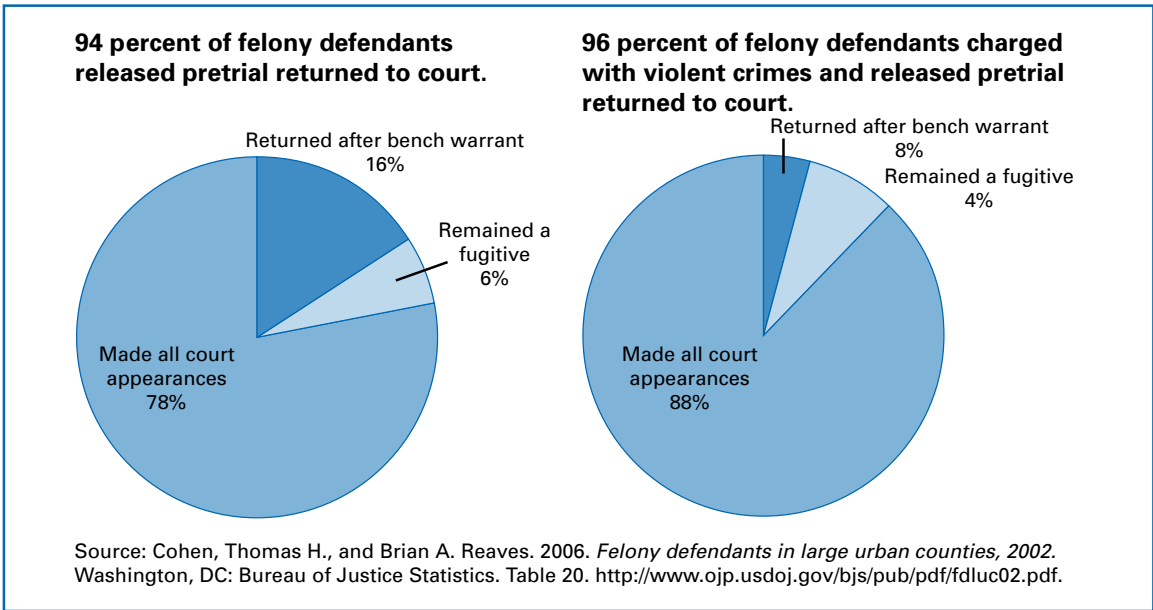 94 percent of felony defendants
released pretrial returned to court.
Returned after bench warrant
16%
Remained a
fugitive
6%
Made all court
appearances
78%
96 percent of felony defendants charged
with violent crimes and released pretrial
returned to court.
Returned after bench warrant
8%
Remained a fugitive
4%
Made all court
appearances
88%
Source: Cohen, Thomas H., and Brian A. Reaves. 2006. Felony defendants in large urban counties, 2002.
Washington, DC: Bureau of Justice Statistics. Table 20. http://www.ojp.usdoj.gov/bjs/pub/pdf/fdluc02.pdf.